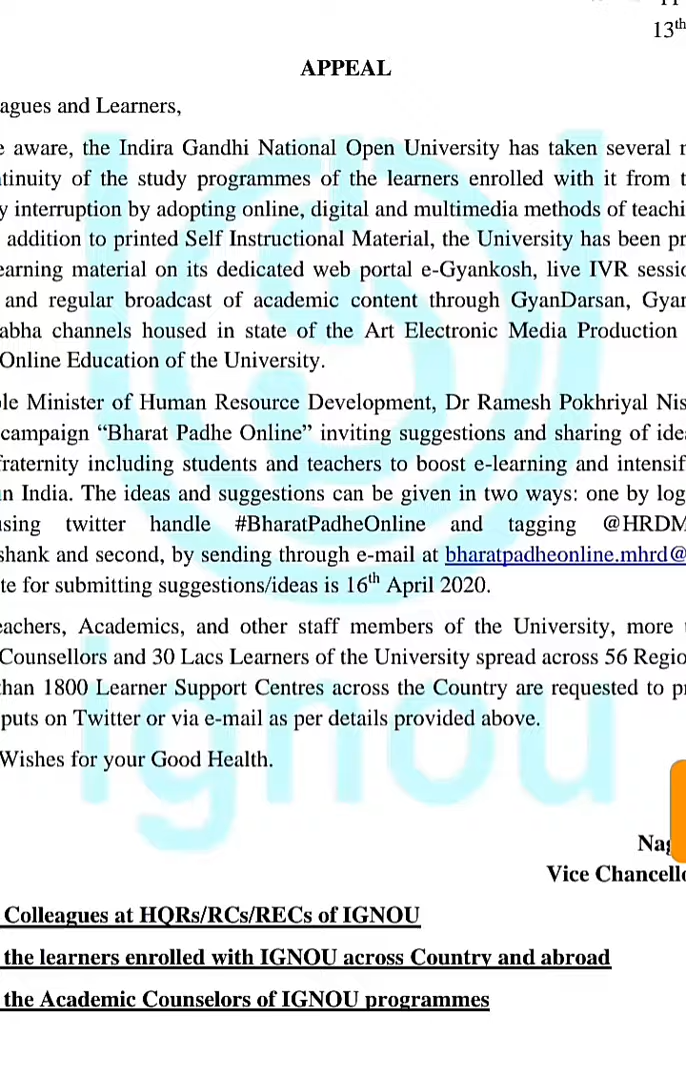 13th
APPEAL
agues and Learners,
e aware, the Indira Gandhi National Open University has taken several
tinuity of the study programmes of the learners enrolled with it from
y interruption by adopting online, digital and multimedia methods of teachi
addition to printed Self Instructional Material, the University has been pr
earning material on its dedicated web portal e-Gyankosh, live IVR sessio
and regular broadcast of academic content through GyanDarsan, Gyan
abha channels housed in state of the Art Electronic Media Production
Online Education of the University.
le Minister of Human Resource Development, Dr Ramesh Pokhriyal Nis
campaign “Bharat Padhe Online” inviting suggestions and sharing of idea
fraternity including students and teachers to boost e-learning and intensif
in India. The ideas and suggestions can be given in two ways: one by log
sing twitter handle #BharatPadheOnline and tagging @HRDM
shank and second, by sending through e-mail at bharatpadheonline.mhrd@
te for submitting suggestions/ideas is 16th April 2020.
eachers, Academics, and other staff members of the University, more
Counsellors and 30 Lacs Learners of the University spread across 56 Regio
than 1800 Learner Support Centres across the Country are requested to pr
puts on Twitter or via e-mail as per details provided above.
Wishes for your Good Health.
ignou
Nag
Vice Chancello
Colleagues at HQRs/RCs/RECs of IGNOU
the learners enrolled with IGNOU across Country and abroad
the Academic Counselors of IGNOU programmes